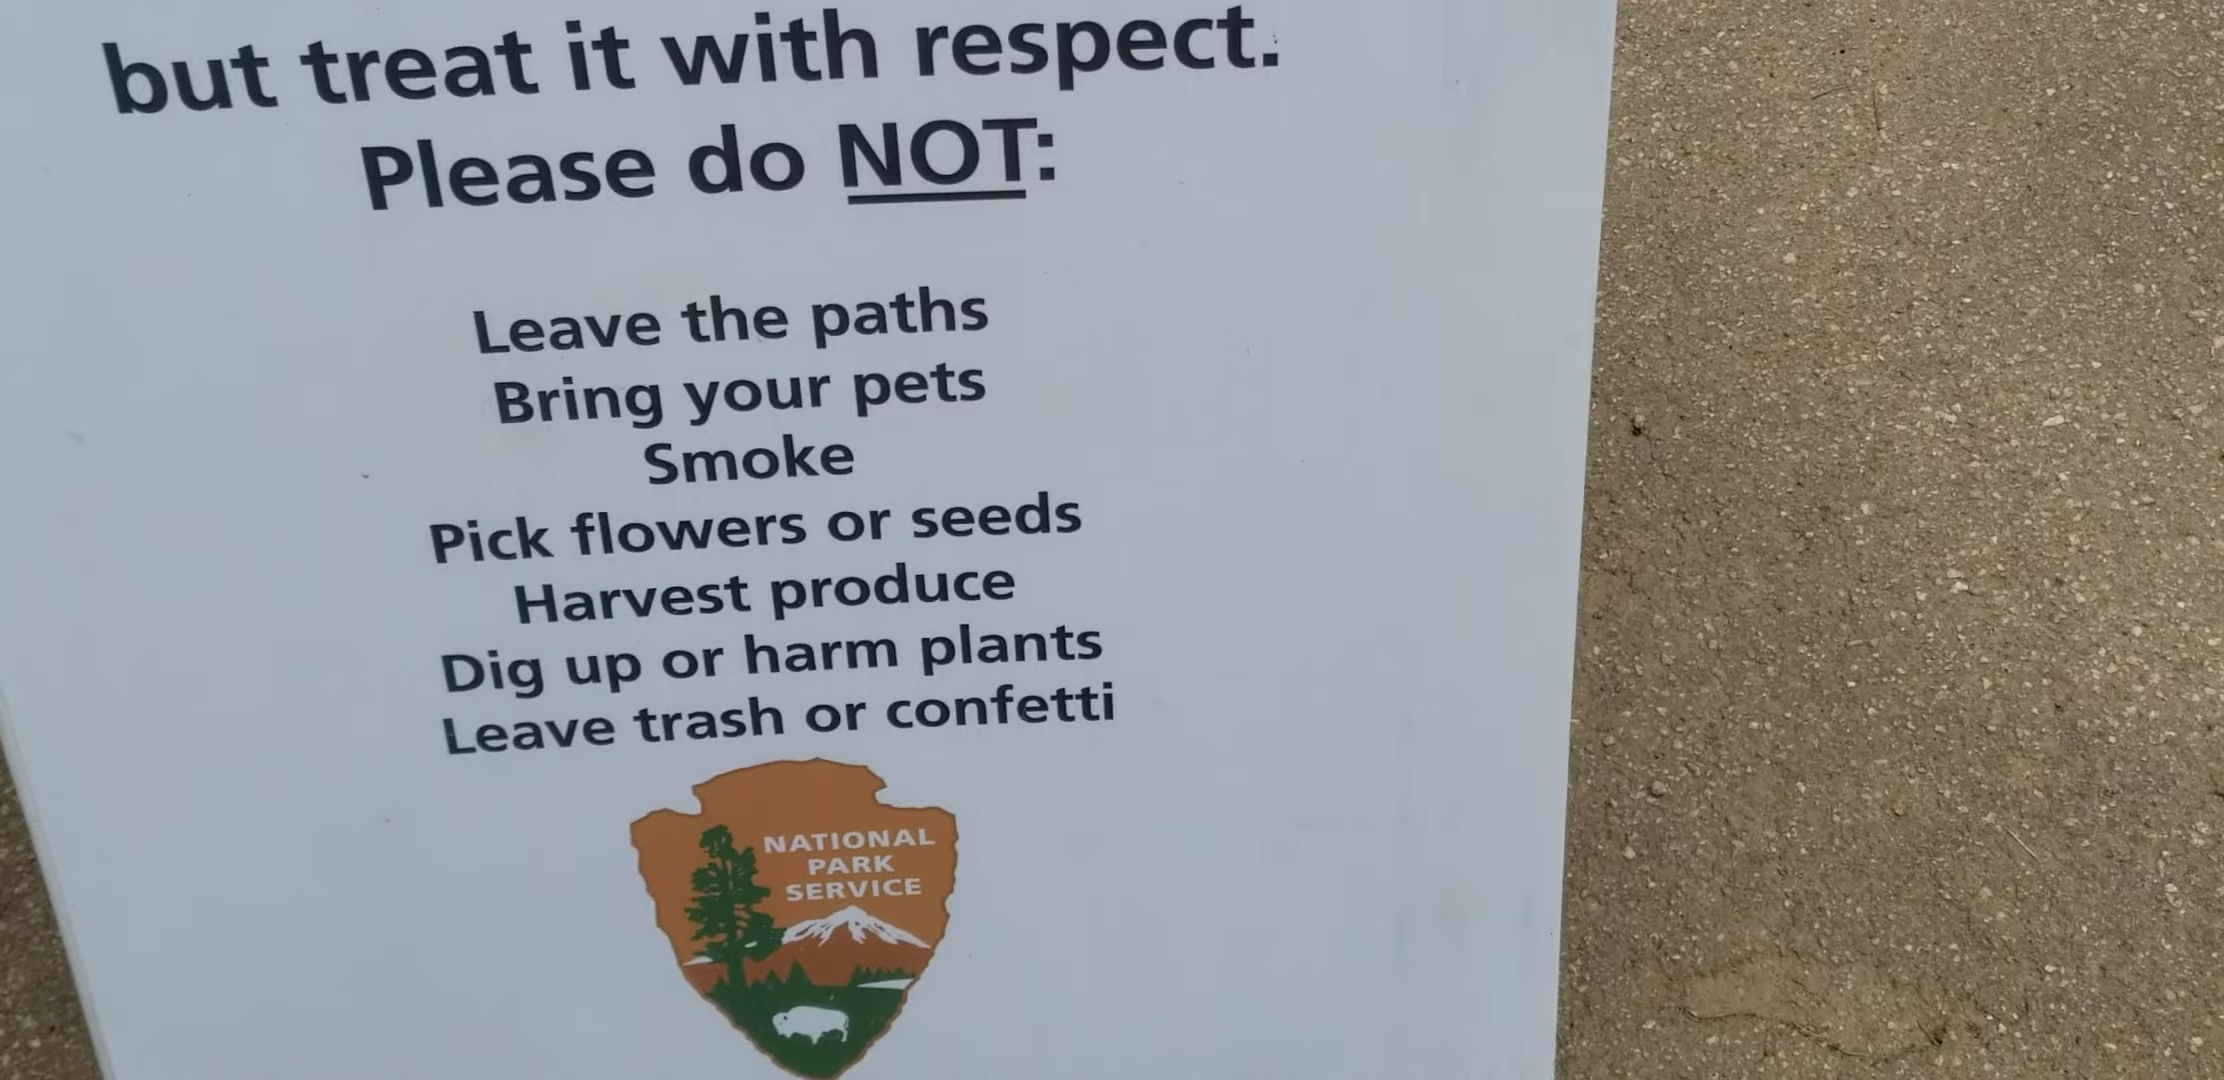 but treat it with respect.
Please do NOT:
Leave the paths
Bring your pets
Smoke
Pick flowers or seeds
Harvest produce
Dig up or harm plants
Leave trash or confetti
NATIONAL
PARK
SERVICE